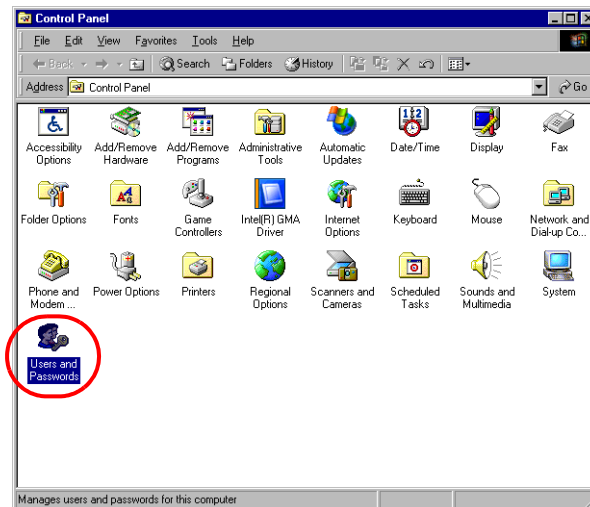 Control Panel
File Edit View Favorites Tools Help
Back Search Folders History
Address Control Panel Go
Accessibility Options
Add/Remove Hardware
Add/Remove Programs
Administrative Tools
Automatic Updates
Date/Time
Display
Fax
Folder Options
Fonts
Game Controllers
Intel(R) GMA Driver
Internet Options
Keyboard
Mouse
Network and Dial-up Co...
Phone and Modem ...
Power Options
Printers
Regional Options
Scanners and Cameras
Scheduled Tasks
Sounds and Multimedia
System
Users and Passwords
Manages users and passwords for this computer